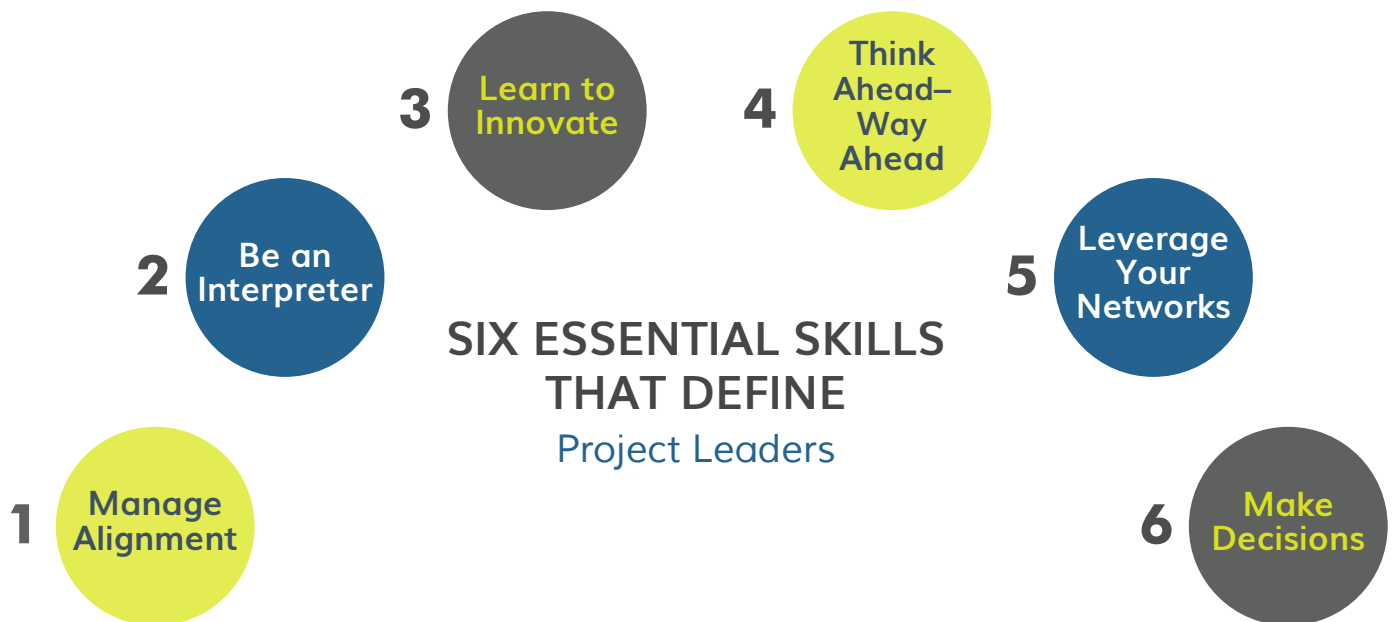 1
Manage
Alignment
2
Be an
Interpreter
3
Learn to
Innovate
4
Think
Ahead–
Way
Ahead
5
Leverage
Your
Networks
6
Make
Decisions
SIX ESSENTIAL SKILLS
THAT DEFINE
Project Leaders